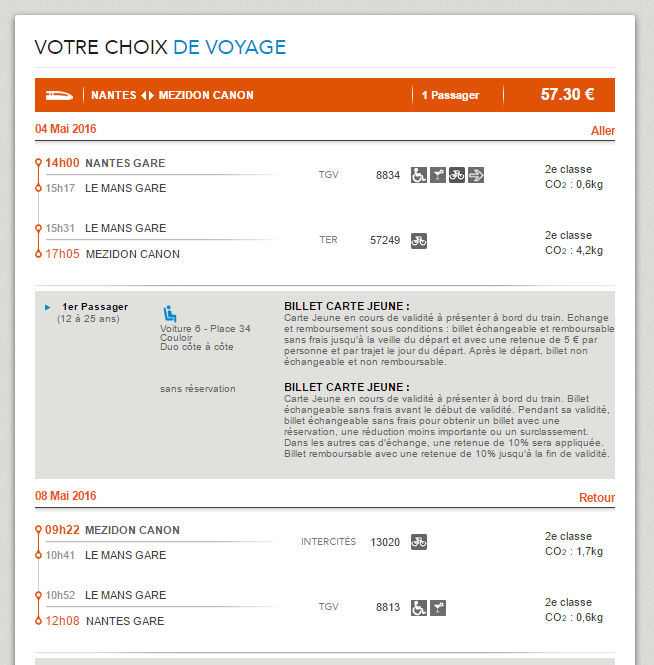 VOTRE CHOIX DE VOYAGE
NANTES MEZIDON CANON 1 Passager 57.30 €
04 Mai 2016 Aller
14h00 NANTES GARE
15h17 LE MANS GARE
TGV 8834
2e classe
CO2 : 0,6kg
15h31 LE MANS GARE
17h05 MEZIDON CANON
TER 57249
2e classe
CO2 : 4,2kg
1er Passager
(12 à 25 ans)
Voiture 6 - Place 34
Couloir
Duo côte à côte
BILLET CARTE JEUNE :
Carte Jeune en cours de validité à présenter à bord du train. Echange
et remboursement sous conditions : billet échangeable et remboursable
sans frais jusqu'à la veille du départ et avec une retenue de 5 € par
personne et par trajet le jour du départ. Après le départ, billet non
échangeable et non remboursable.
sans réservation
BILLET CARTE JEUNE :
Carte Jeune en cours de validité à présenter à bord du train. Billet
échangeable sans frais avant le début de validité. Pendant sa validité,
billet échangeable sans frais pour obtenir un billet avec une
réservation, une réduction moins importante ou un surclassement.
Dans les autres cas d'échange, une retenue de 10% sera appliquée.
Billet remboursable avec une retenue de 10% jusqu'à la fin de validité.
08 Mai 2016 Retour
09h22 MEZIDON CANON
10h41 LE MANS GARE
INTERCITÉS 13020
2e classe
CO2 : 1,7kg
10h52 LE MANS GARE
12h08 NANTES GARE
TGV 8813
2e classe
CO2 : 0,6kg